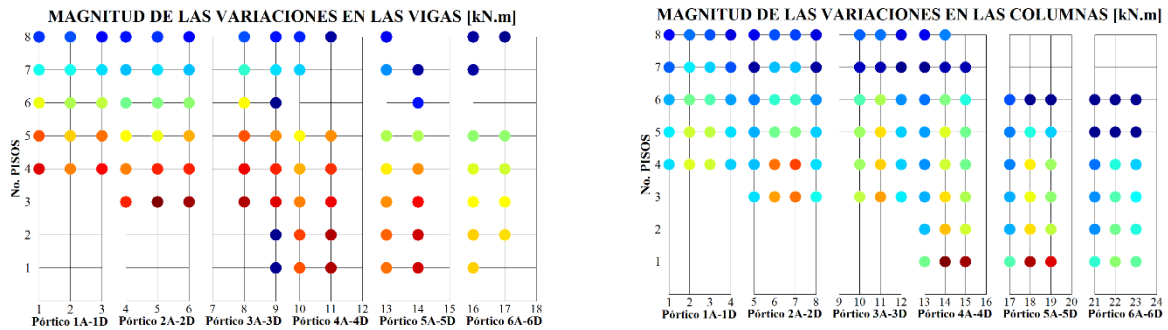 MAGNITUD DE LAS VARIACIONES EN LAS VIGAS [kN.m]
8
7
6
5
4
3
2
1
No. PISOS
1 2 3 4 5 6 7 8 9 10 11 12 13 14 15 16 17 18
Pórtico 1A-1D Pórtico 2A-2D Pórtico 3A-3D Pórtico 4A-4D Pórtico 5A-5D Pórtico 6A-6D
MAGNITUD DE LAS VARIACIONES EN LAS COLUMNAS [kN.m]
8
7
6
5
4
3
2
1
No. PISOS
1 2 3 4 5 6 7 8 9 10 11 12 13 14 15 16 17 18 19 20 21 22 23 24
Pórtico 1A-1D Pórtico 2A-2D Pórtico 3A-3D Pórtico 4A-4D Pórtico 5A-5D Pórtico 6A-6D